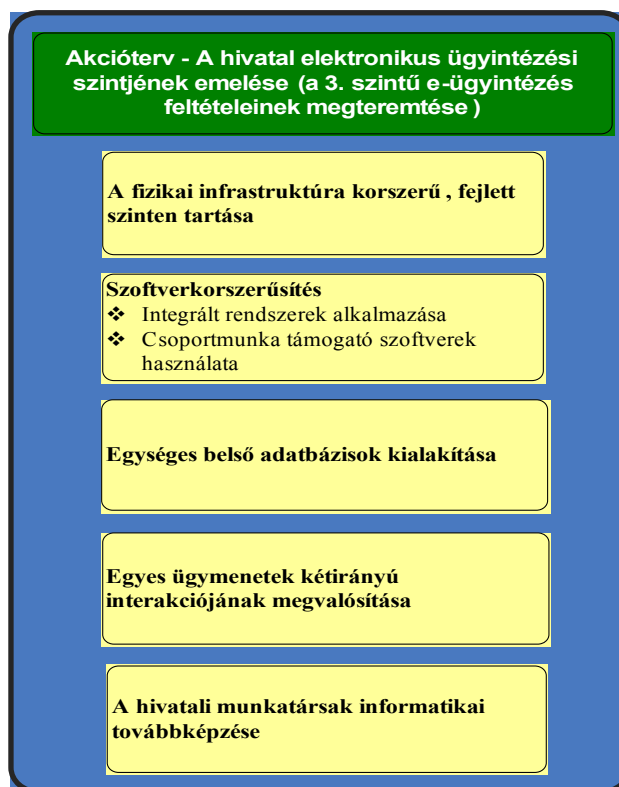 Akcióterv - A hivatal elektronikus ügyintézési
szintjének emelése (a 3. szintű e-ügyintézés
feltételeinek megteremtése )
A fizikai infrastruktúra korszerű , fejlett
szinten tartása
Szoftverkorszerűsítés
❖ Integrált rendszerek alkalmazása
❖ Csoportmunka támogató szoftverek
használata
Egységes belső adatbázisok kialakítása
Egyes ügymenetek kétirányú
interakciójának megvalósítása
A hivatali munkatársak informatikai
továbbképzése